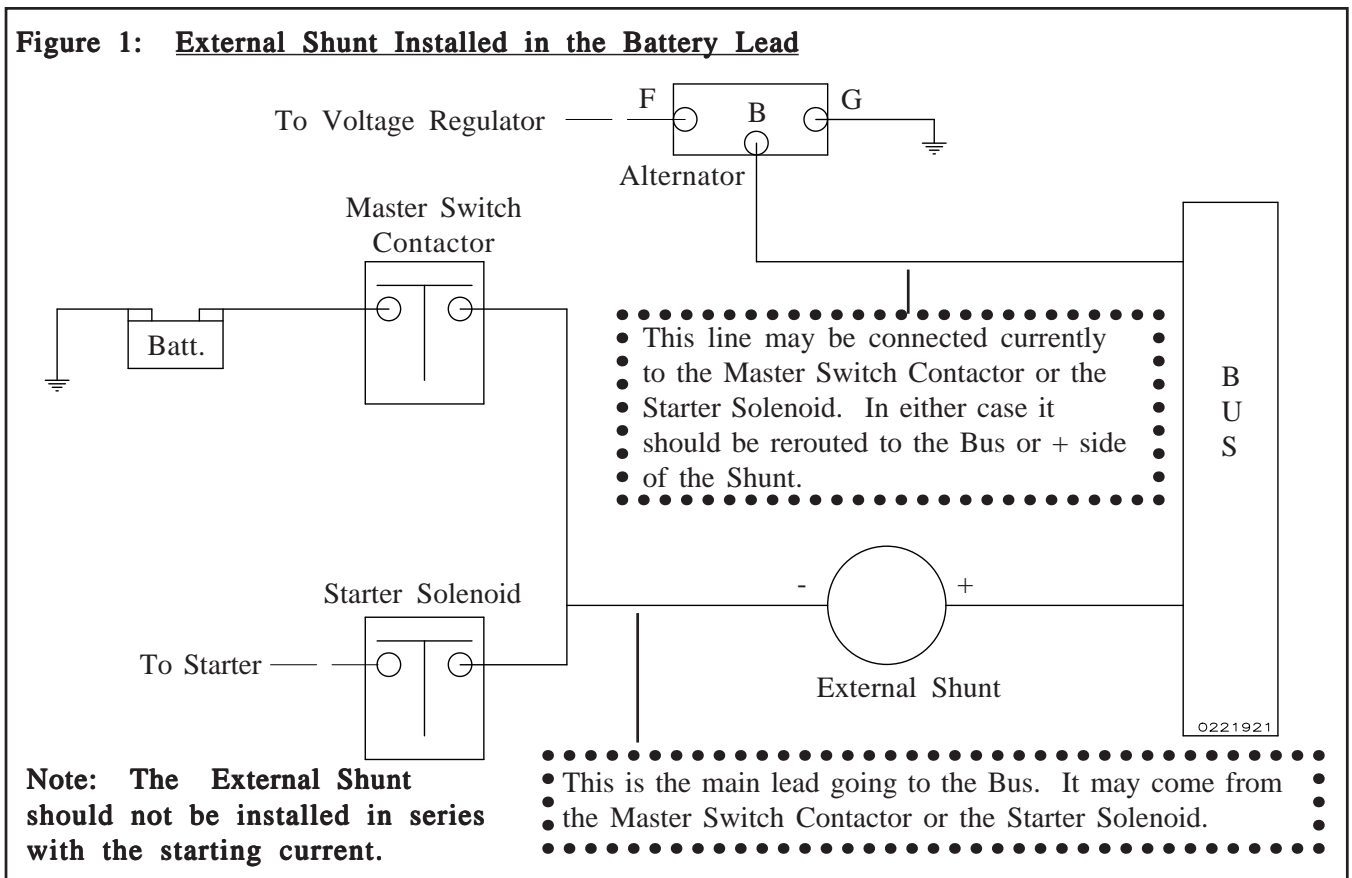 Figure 1: External Shunt Installed in the Battery Lead
F
B
G
To Voltage Regulator
Alternator
Master Switch
Contactor
Batt.
This line may be connected currently
to the Master Switch Contactor or the
Starter Solenoid. In either case it
should be rerouted to the Bus or + side
of the Shunt.
B
U
S
Starter Solenoid
- +
To Starter
External Shunt
0221921
Note: The External Shunt
should not be installed in series
with the starting current.
This is the main lead going to the Bus. It may come from
the Master Switch Contactor or the Starter Solenoid.